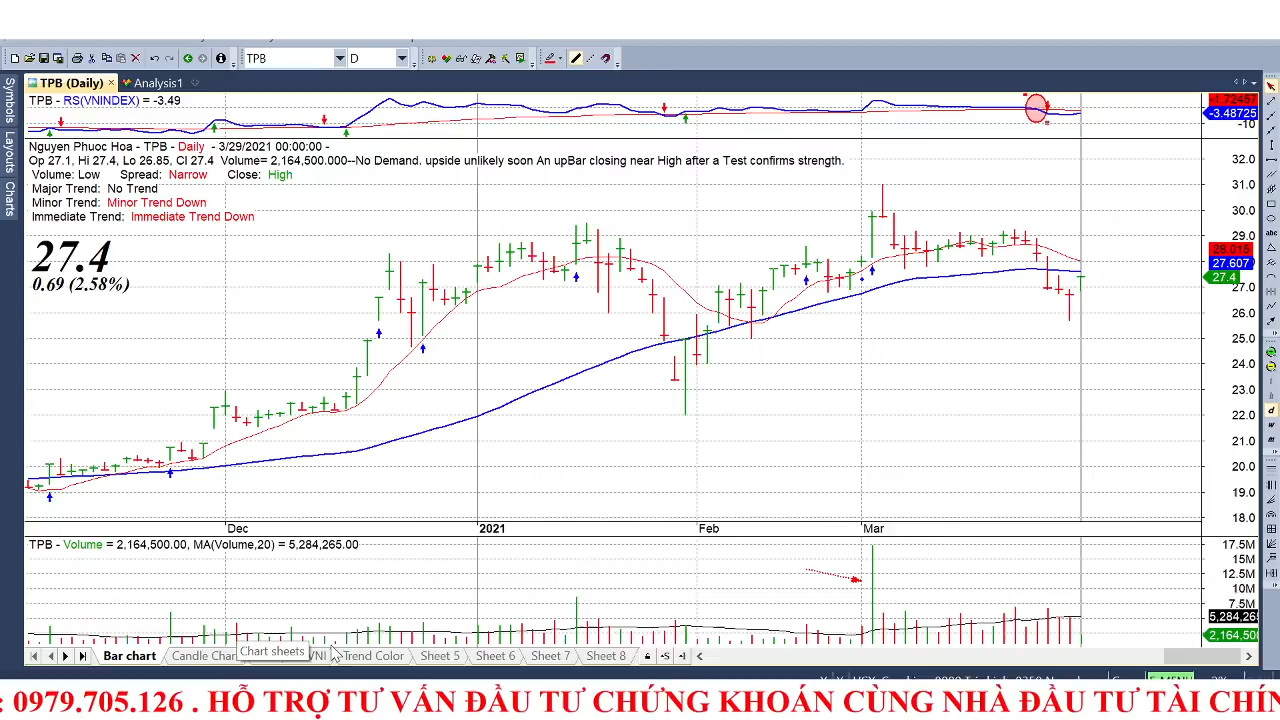 TPB D
TPB (Daily) × Analysis1
Symbols
Layouts
Charts
TPB - RS(VNINDEX) = -3.49
-1.72457
-3.48725
-10
Nguyen Phuoc Hoa - TPB - Daily - 3/29/2021 00:00:00 -
Op 27.1, Hi 27.4, Lo 26.85, Cl 27.4 Volume= 2,164,500.000--No Demand. upside unlikely soon An upBar closing near High after a Test confirms strength.
Volume: Low Spread: Narrow Close: High
Major Trend: No Trend
Minor Trend: Minor Trend Down
Immediate Trend: Immediate Trend Down
27.4
0.69 (2.58%)
32.0
31.0
30.0
29.0
28.015
27.607
27.4
27.0
26.0
25.0
24.0
23.0
22.0
21.0
20.0
19.0
18.0
abc
d
w
m
Dec 2021 Feb Mar
TPB - Volume = 2,164,500.00, MA(Volume,20) = 5,284,265.00
17.5M
15M
12.5M
10M
7.5M
5,284,265
2,164,500
Chart sheets
Bar chart Candle Char VNI Trend Color Sheet 5 Sheet 6 Sheet 7 Sheet 8
: 0979.705.126 . HỖ TRỢ TƯ VẤN ĐẦU TƯ CHỨNG KHOÁN CÙNG NHÀ ĐẦU TƯ TÀI CHÍN